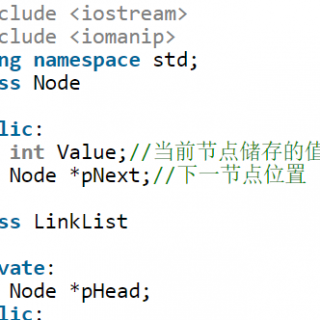 clude <iostream>
clude <iomanip>
ng namespace std;
ss Node
lic:
int Value;//当前节点储存的值
Node *pNext;//下一节点位置
ss LinkList
vate:
Node *pHead;
lic: